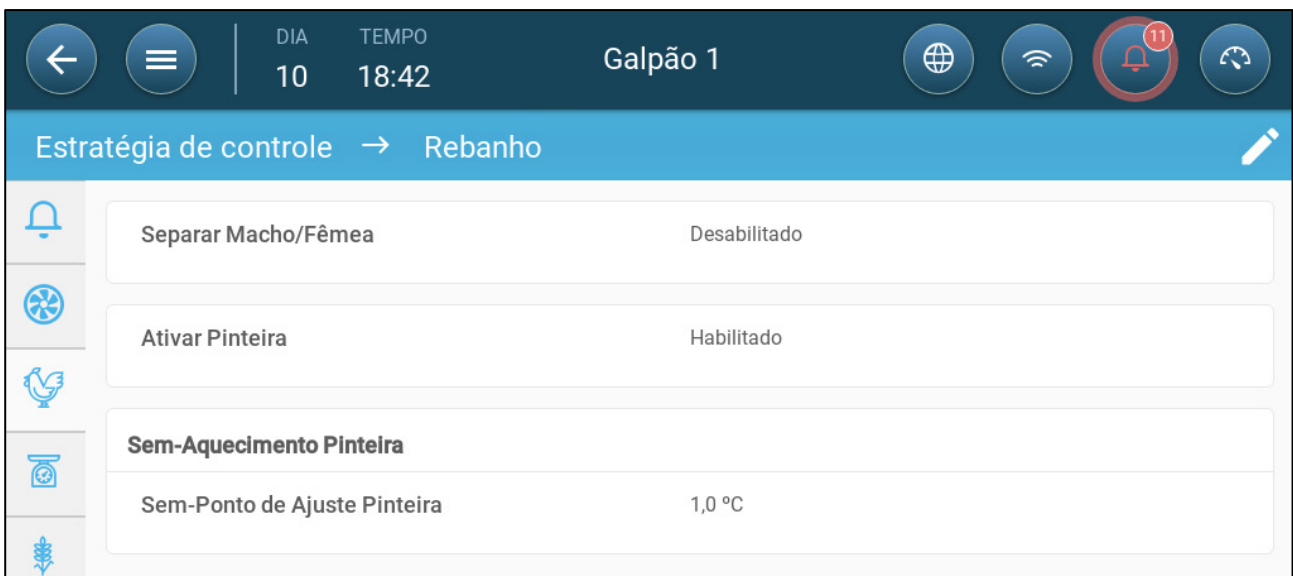 DIA TEMPO
10 18:42 Galpão 1 11
Estratégia de controle → Rebanho
Separar Macho/Fêmea Desabilitado
Ativar Pinteira Habilitado
Sem-Aquecimento Pinteira
Sem-Ponto de Ajuste Pinteira 1,0 ºC